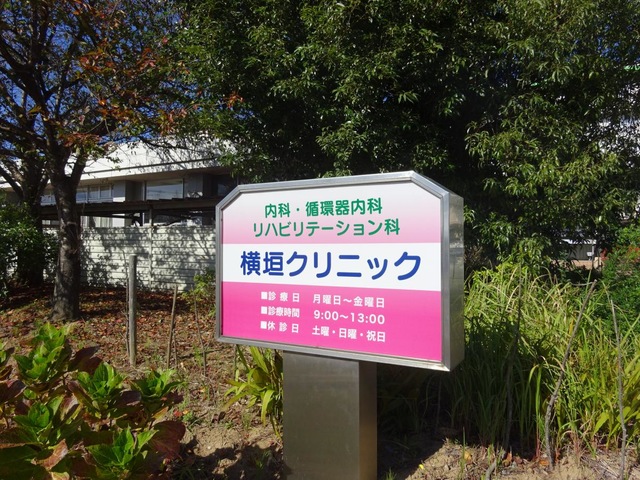 内科・循環器内科
リハビリテーション科
横垣クリニック
■診療日 月曜日～金曜日
■診療時間 9:00～13:00
■休診日 土曜・日曜・祝日